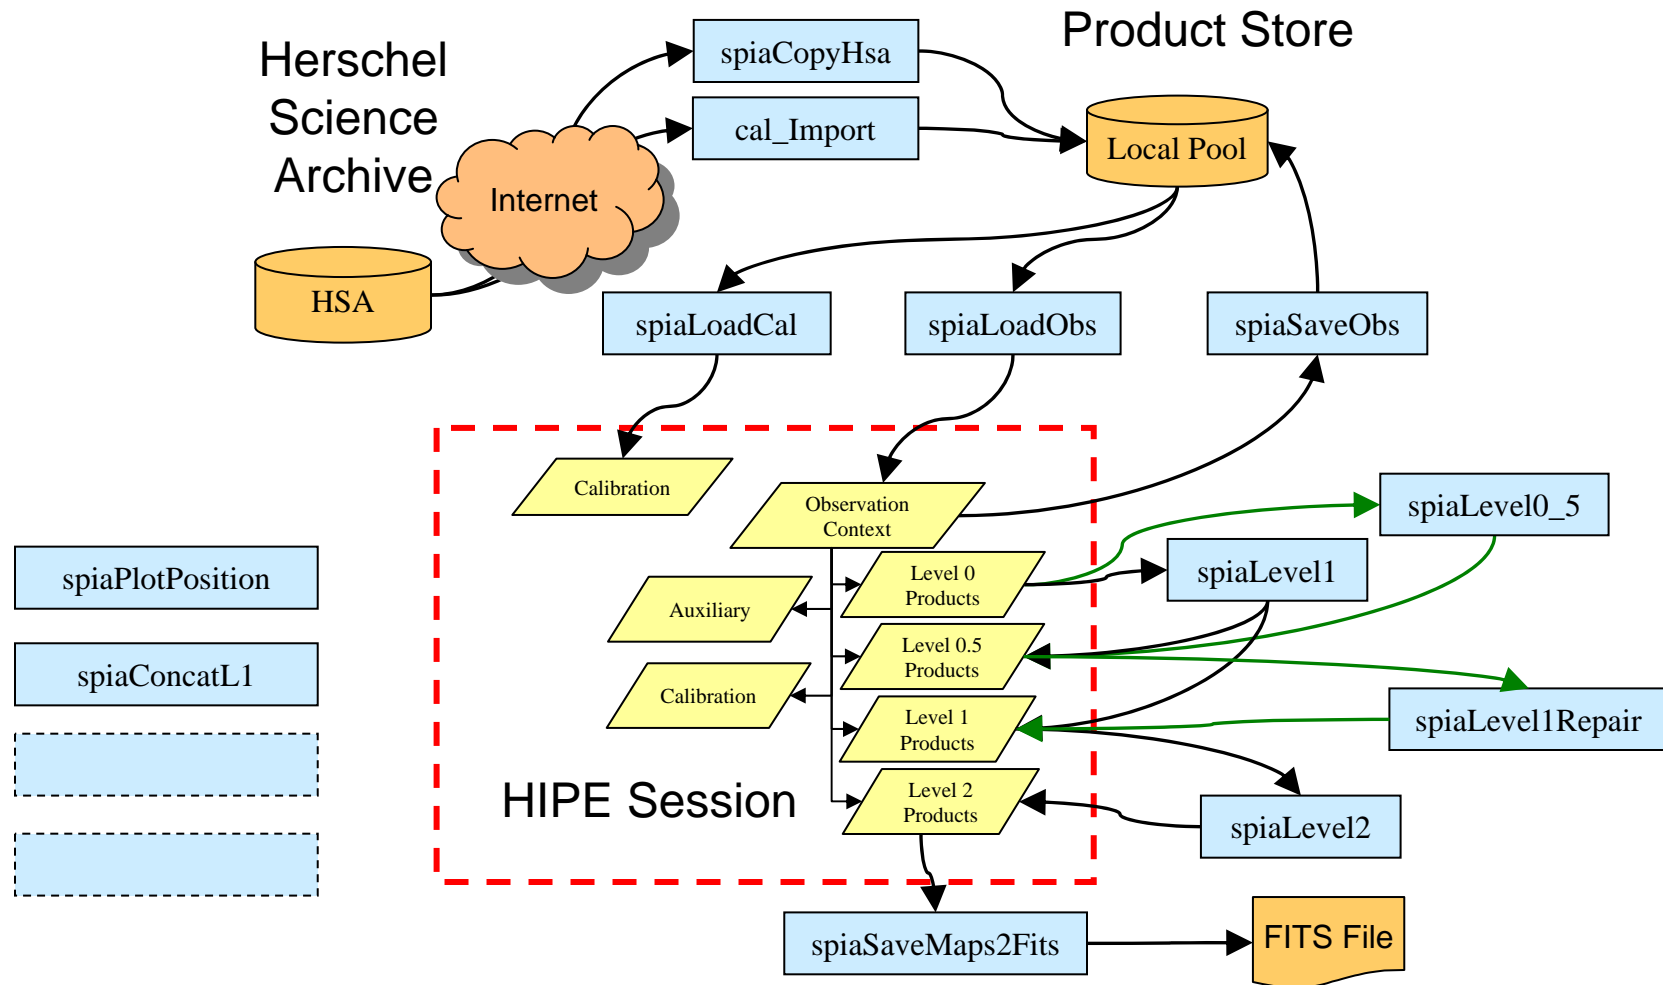 Herschel
Science
Archive
Product Store
spiaCopyHsa
cal_Import
Local Pool
Internet
HSA
spiaLoadCal
spiaLoadObs
spiaSaveObs
Calibration
Observation
Context
spiaLevel0_5
spiaLevel1
Level 0
Products
Auxiliary
Level 0.5
Products
Calibration
Level 1
Products
spiaLevel1Repair
spiaPlotPosition
spiaConcatL1
HIPE Session
Level 2
Products
spiaLevel2
spiaSaveMaps2Fits
FITS File